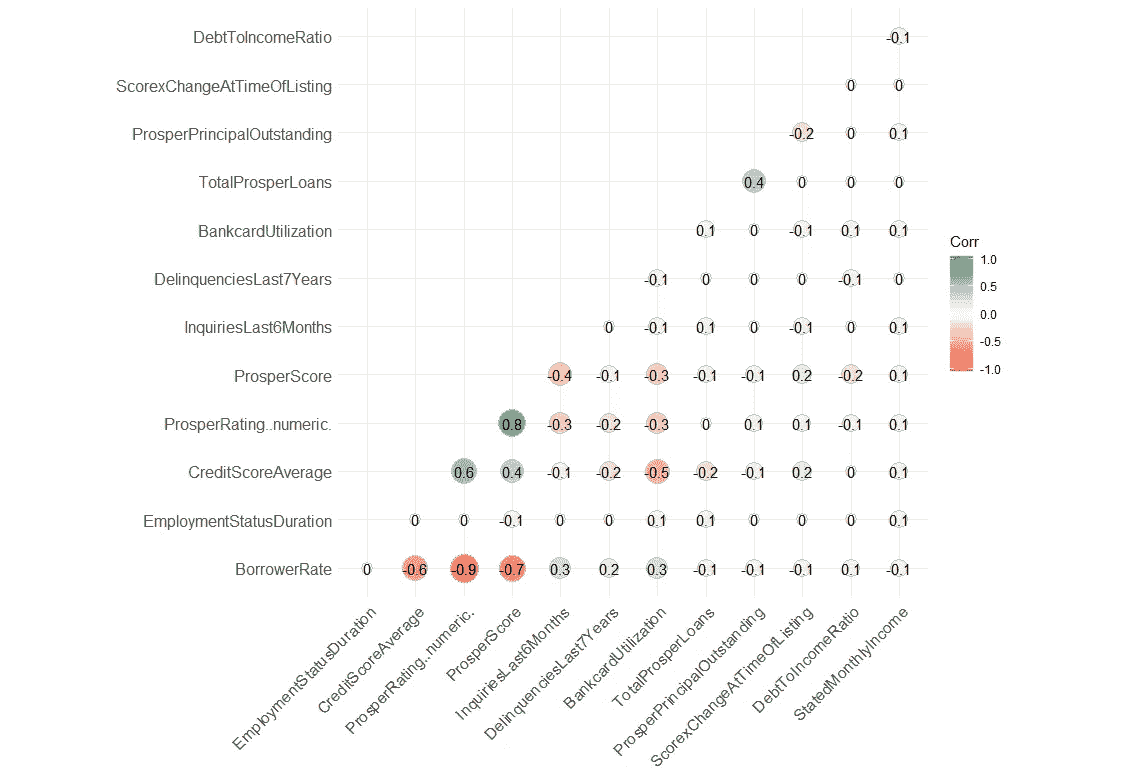 DebtToIncomeRatio -0.1
ScorexChangeAtTimeOfListing 0 0
ProsperPrincipalOutstanding -0.2 0 0.1
TotalProsperLoans 0.4 0 0 0
BankcardUtilization 0.1 0 -0.1 0.1 0.1
DelinquenciesLast7Years -0.1 0 0 0 -0.1 0
InquiriesLast6Months 0 -0.1 0.1 0 -0.1 0 0.1
ProsperScore -0.4 -0.1 -0.3 -0.1 -0.1 0.2 -0.2 0.1
ProsperRating..numeric. 0.8 -0.3 -0.2 -0.3 0 0.1 0.1 -0.1 0.1
CreditScoreAverage 0.6 0.4 -0.1 -0.2 -0.5 -0.2 -0.1 0.2 0 0.1
EmploymentStatusDuration 0 0 -0.1 0 0 0.1 0.1 0 0 0 0.1
BorrowerRate 0 -0.6 -0.9 -0.7 0.3 0.2 0.3 -0.1 -0.1 -0.1 0.1 -0.1
EmploymentStatusDuration
CreditScoreAverage
ProsperRating..numeric.
ProsperScore
InquiriesLast6Months
DelinquenciesLast7Years
BankcardUtilization
TotalProsperLoans
ProsperPrincipalOutstanding
ScorexChangeAtTimeOfListing
DebtToIncomeRatio
StatedMonthlyIncome
Corr
1.0
0.5
0.0
-0.5
-1.0